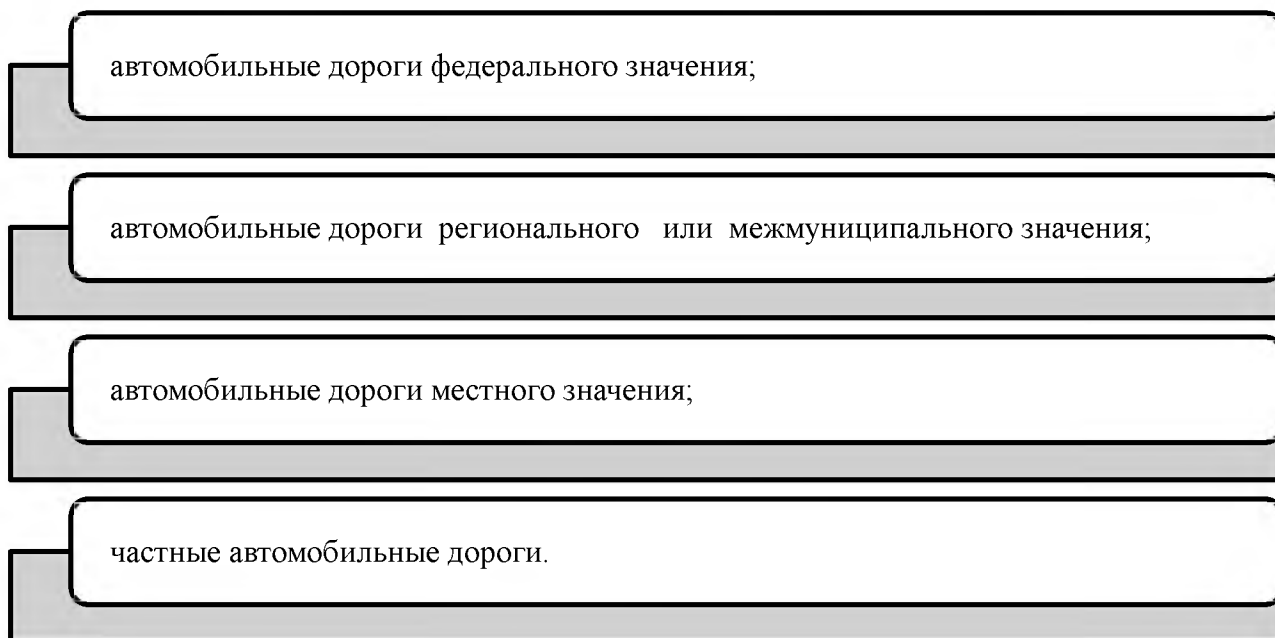 автомобильные дороги федерального значения;
автомобильные дороги регионального или межмуниципального значения;
автомобильные дороги местного значения;
частные автомобильные дороги.